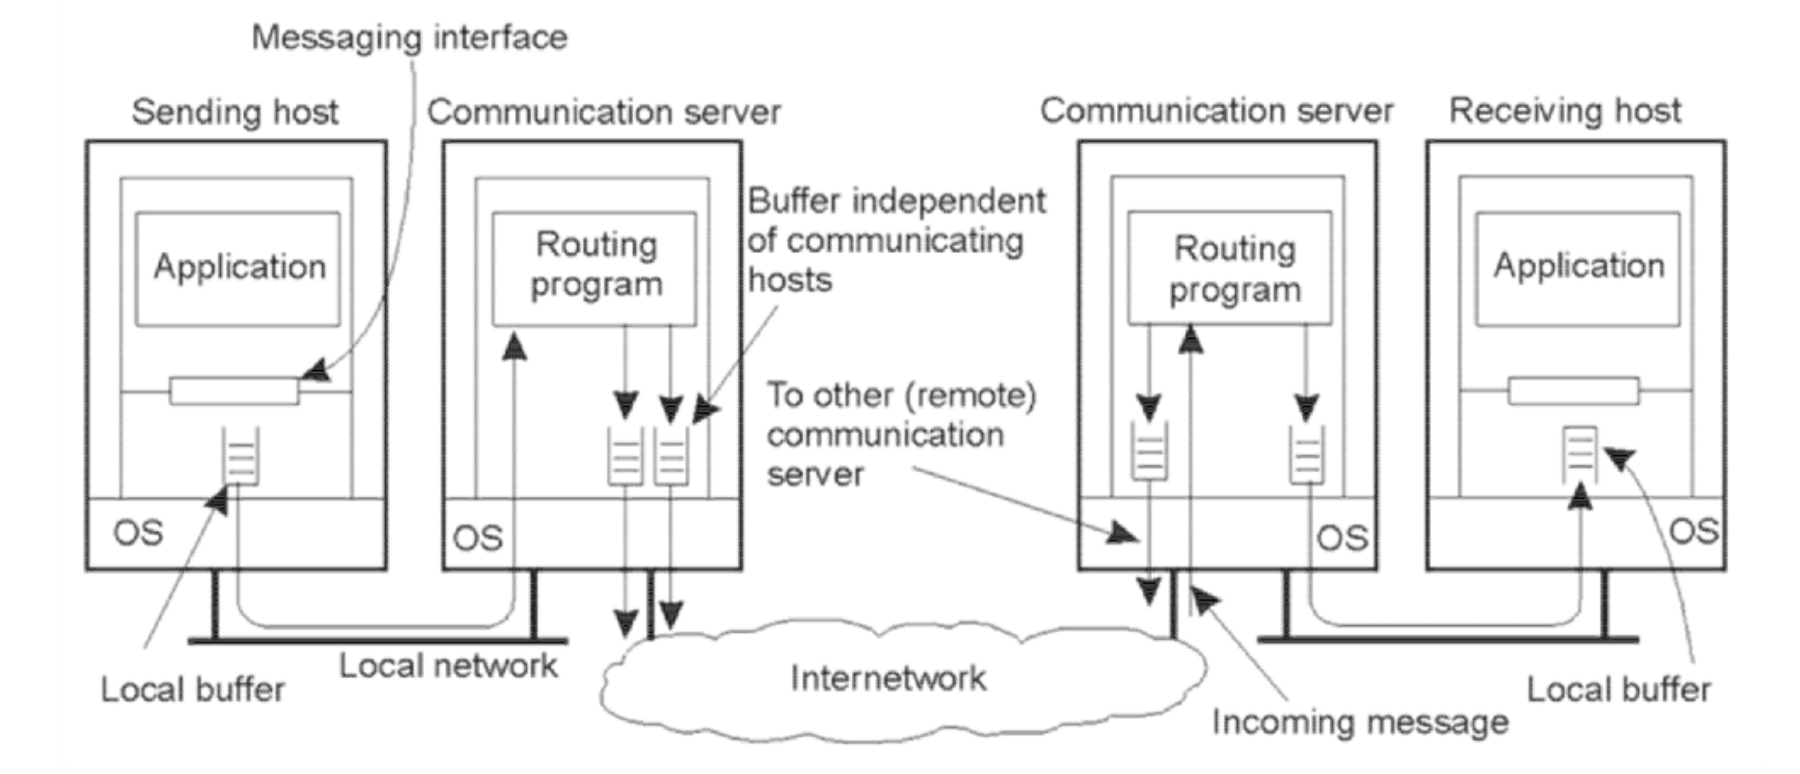 Messaging interface
Sending host
Communication server
Communication server
Receiving host
Application
Routing
program
Buffer independent
of communicating
hosts
Routing
program
Application
To other (remote)
communication
server
OS
OS
OS
OS
Local buffer
Local network
Internetwork
Incoming message
Local buffer